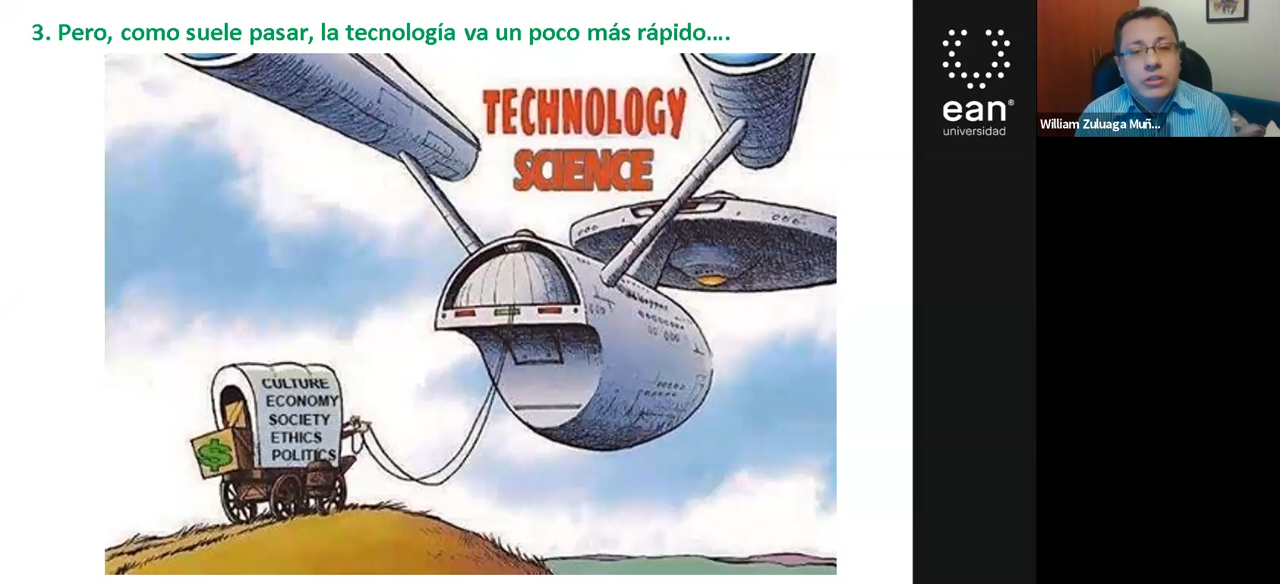 3. Pero, como suele pasar, la tecnología va un poco más rápido....
TECHNOLOGY
SCIENCE
CULTURE
ECONOMY
SOCIETY
ETHICS
POLITICS
$
ean®
universidad
William Zuluaga Muñ...